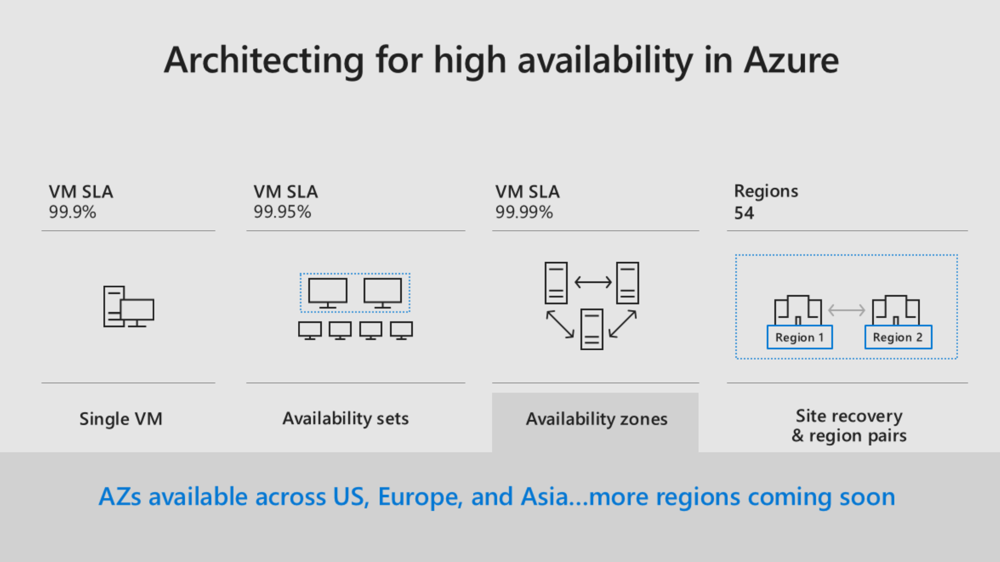 Architecting for high availability in Azure
VM SLA
99.9%
VM SLA
99.95%
VM SLA
99.99%
Regions
54
Region 1
Region 2
Single VM
Availability sets
Availability zones
Site recovery
& region pairs
AZs available across US, Europe, and Asia...more regions coming soon